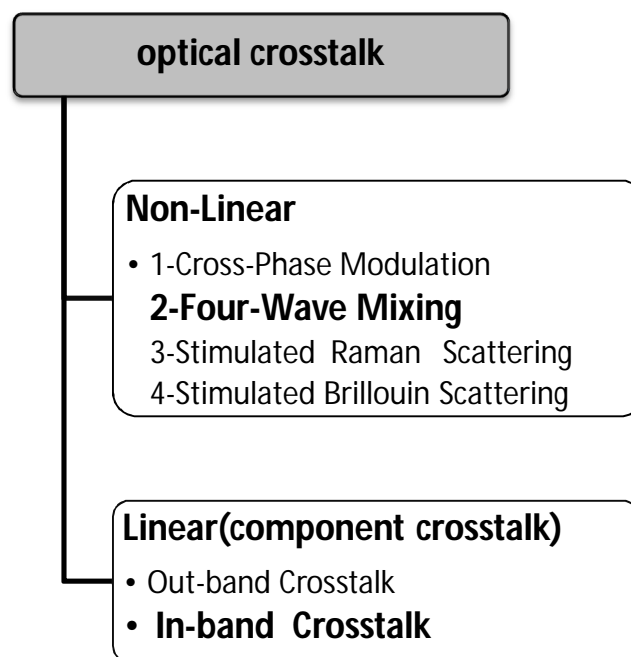 optical crosstalk
Non-Linear
• 1-Cross-Phase Modulation
2-Four-Wave Mixing
3-Stimulated Raman Scattering
4-Stimulated Brillouin Scattering
Linear(component crosstalk)
• Out-band Crosstalk
• In-band Crosstalk